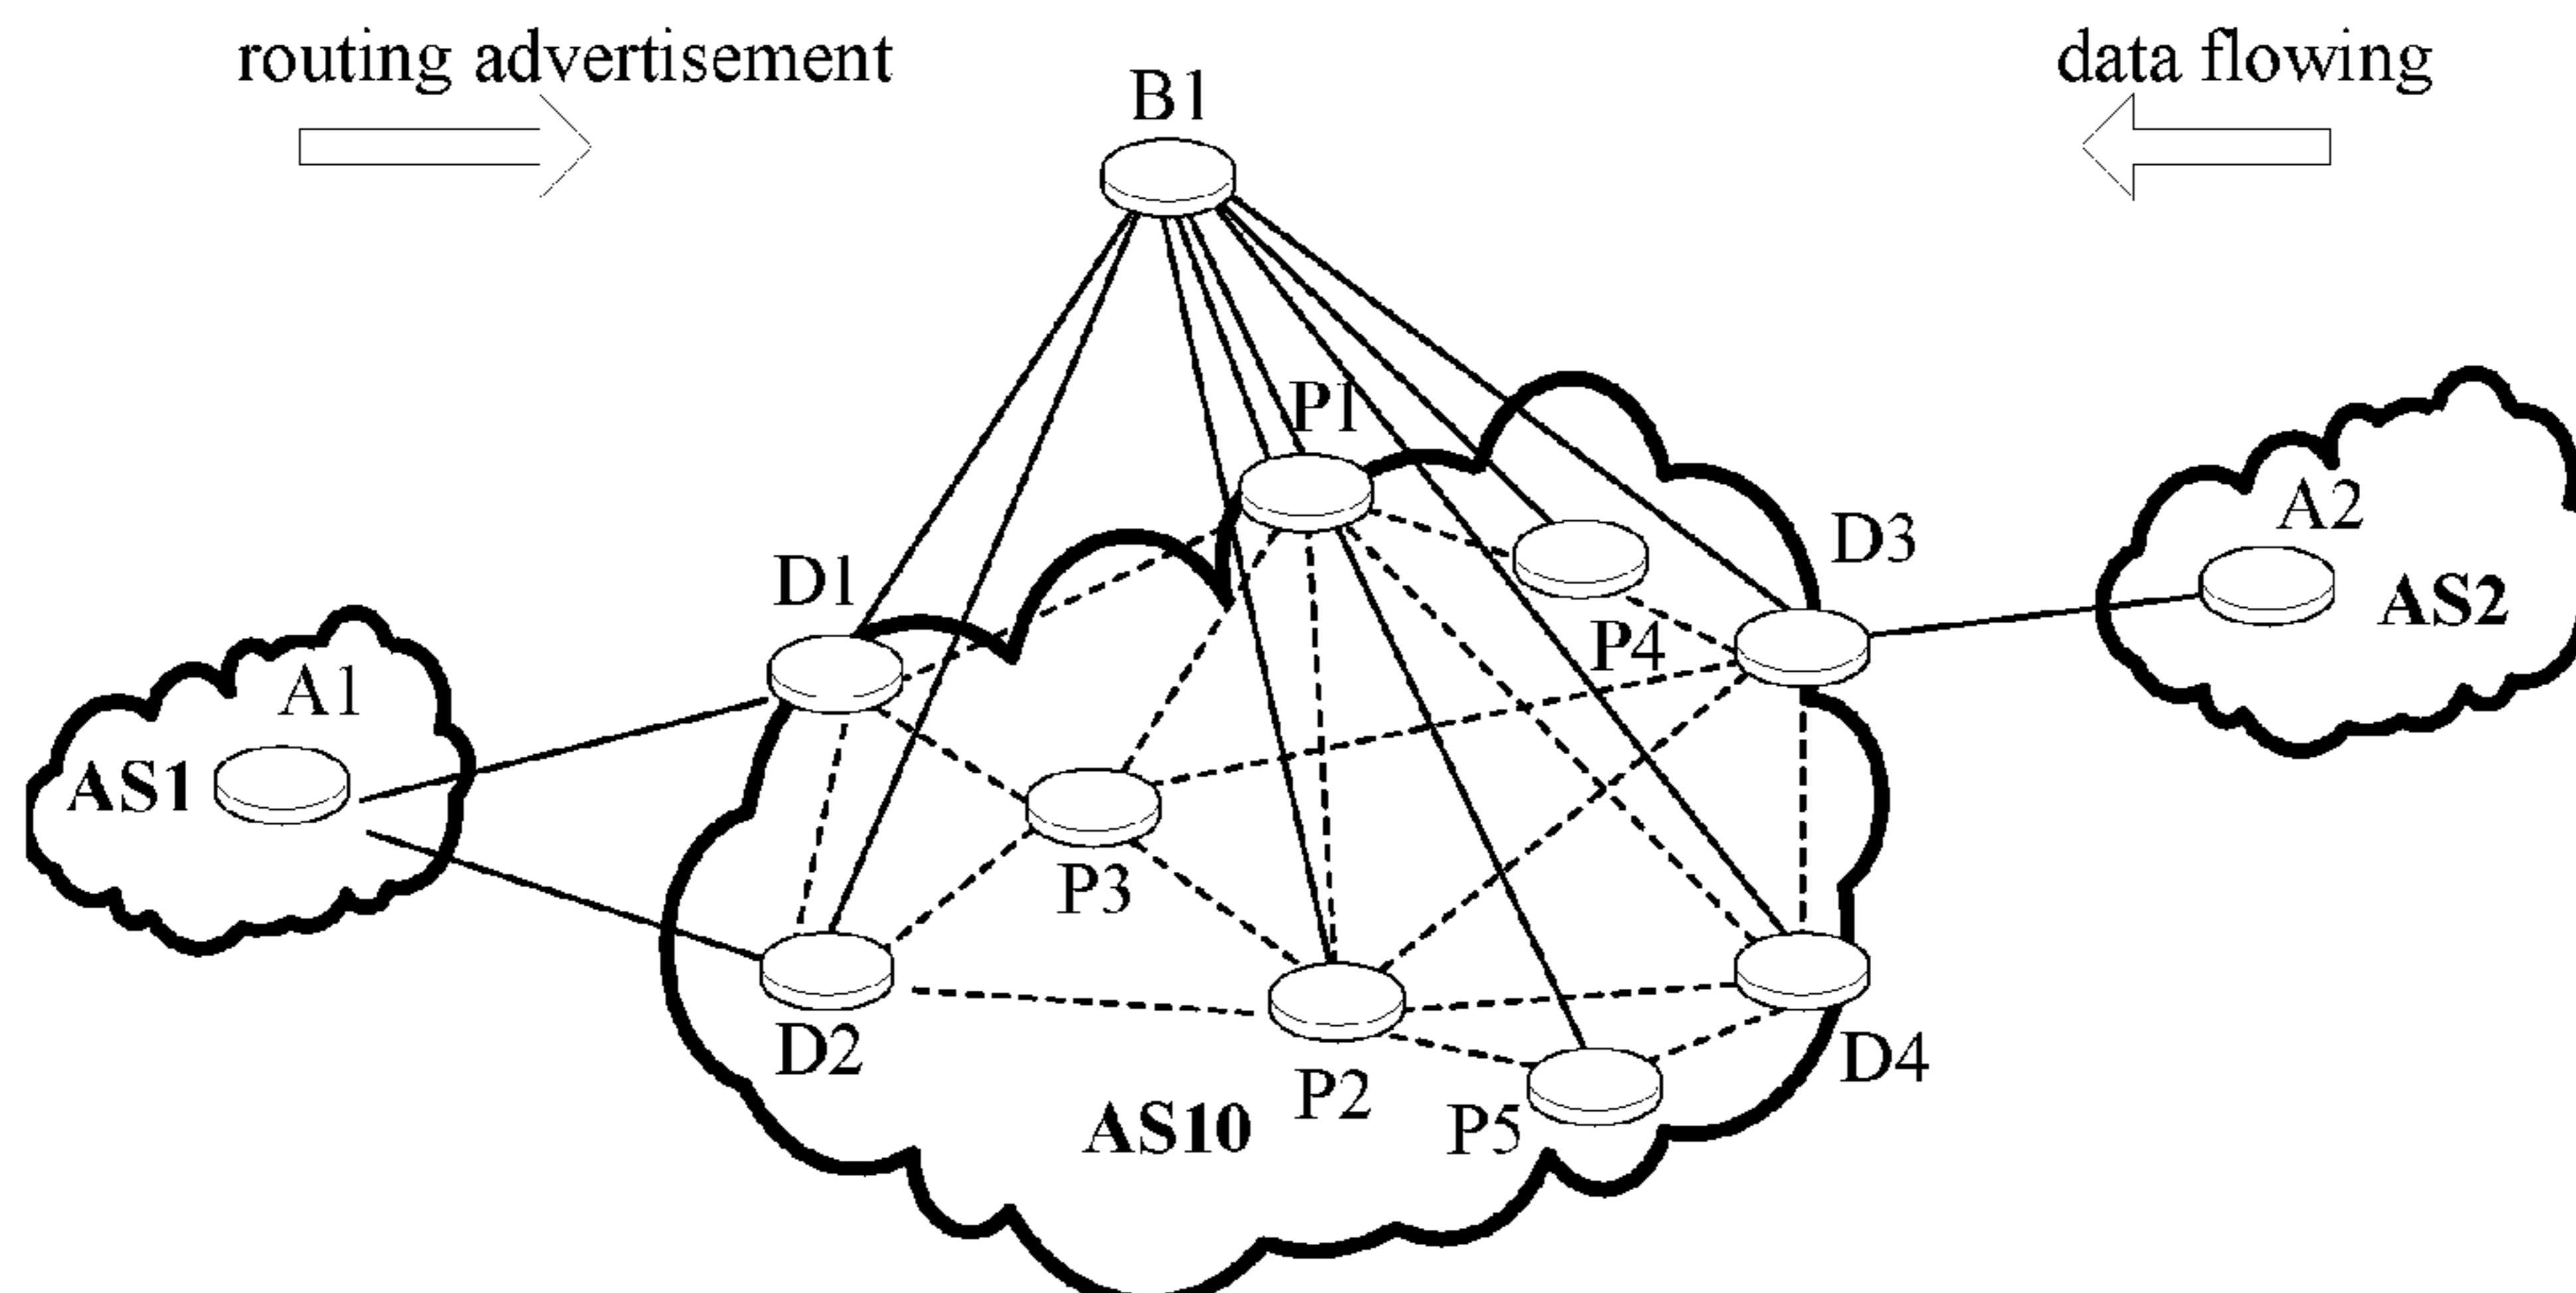 routing advertisement
data flowing
B1
P1
A2
D3
D1
AS2
P4
A1
AS1
P3
D2
D4
P2
P5
AS10